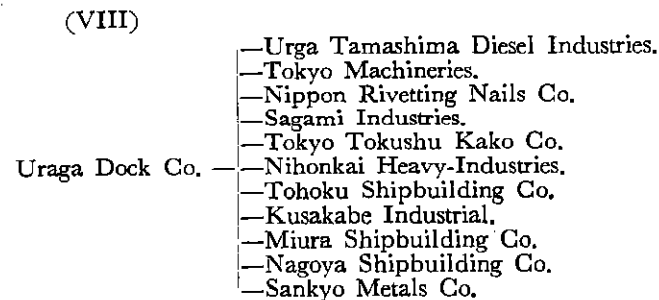 (VIII)
Urga Tamashima Diesel Industries.
Tokyo Machineries.
Nippon Rivetting Nails Co.
Sagami Industries.
Tokyo Tokushu Kako Co.
Uraga Dock Co. Nihonkai Heavy-Industries.
Tohoku Shipbuilding Co.
Kusakabe Industrial.
Miura Shipbuilding Co.
Nagoya Shipbuilding Co.
Sankyo Metals Co.